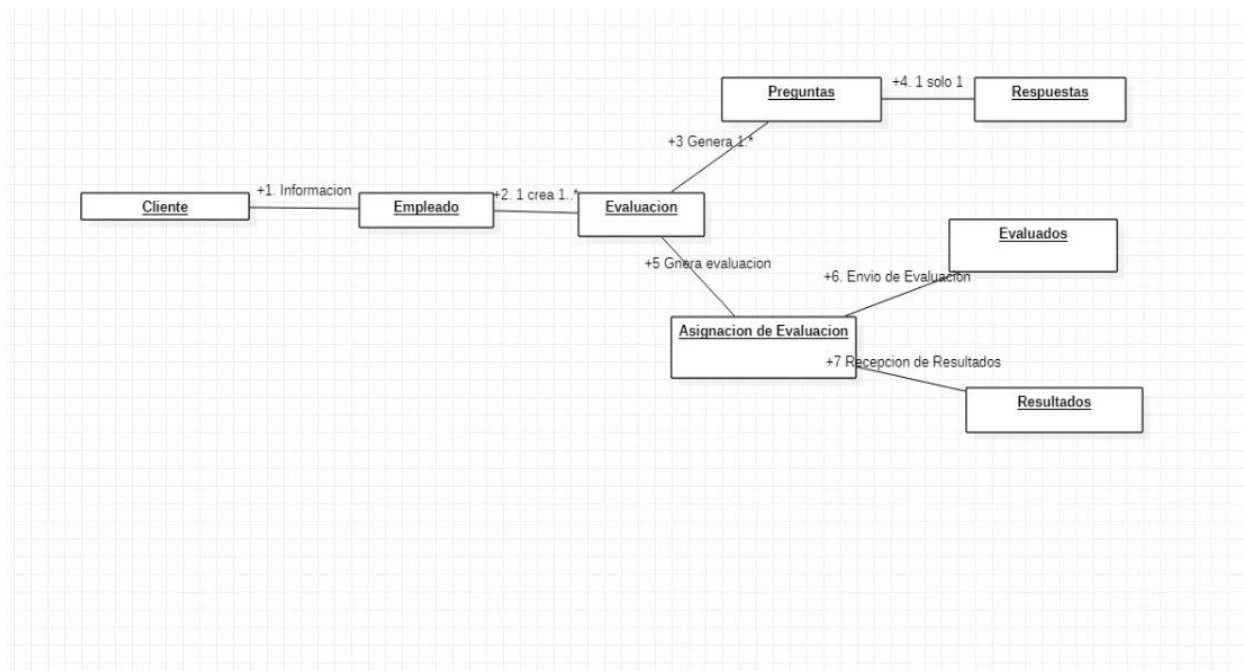 Preguntas
+4. 1 solo 1
Respuestas
+3 Genera 1.*
Cliente
+1. Informacion
Empleado
+2. 1 crea 1..*
Evaluacion
Evaluados
+5 Gnera evaluacion
+6. Envio de Evaluacion
Asignacion de Evaluacion
+7 Recepcion de Resultados
Resultados